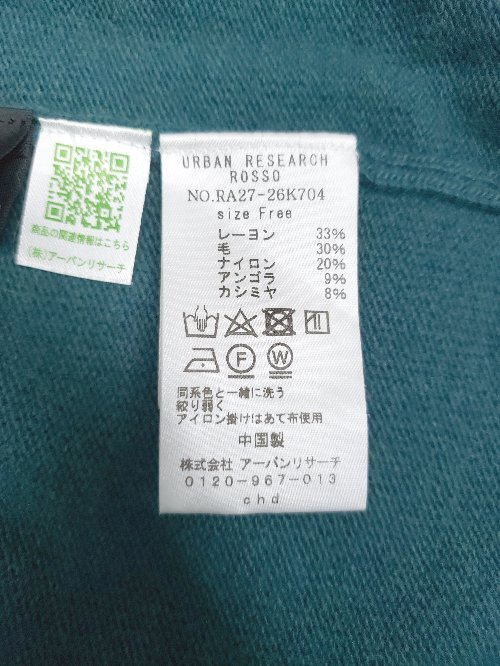 URBAN RESEARCH
ROSSO
NO.RA27-26K704
size Free
レーヨン 33%
毛 30%
ナイロン 20%
アンゴラ 9%
カシミヤ 8%
F W
同系色と一緒に洗う
絞り弱く
アイロン掛けはあて布使用
中国製
株式会社 アーバンリサーチ
0120-967-013
chd
商品の関連情報はこちら
(株)アーバンリサーチ